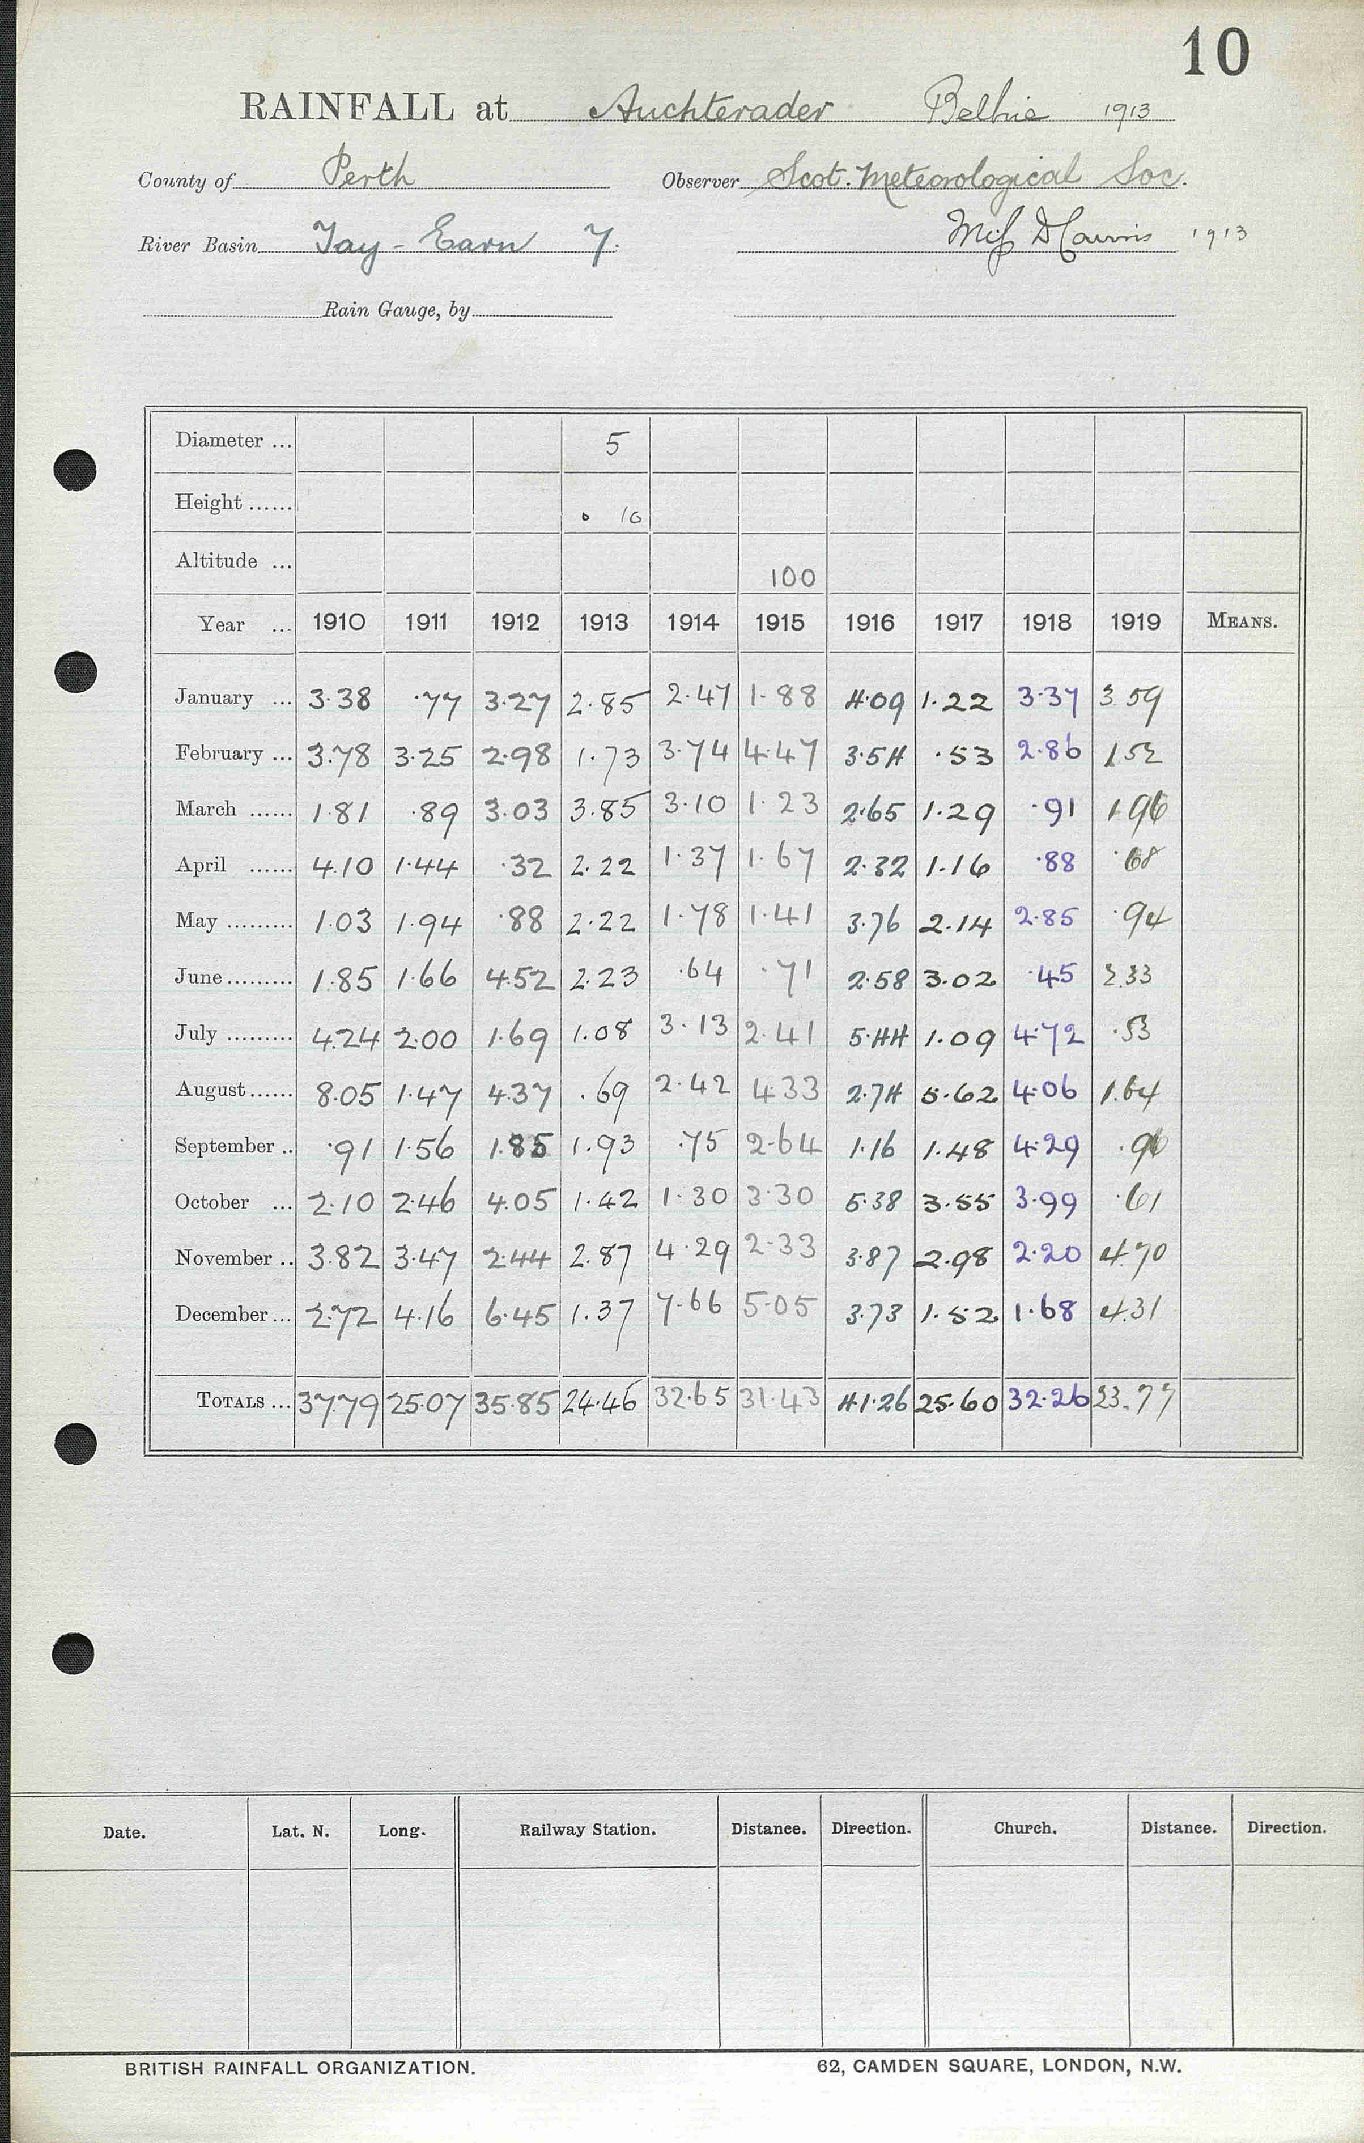 10
RAINFALL at Auchterader Belhie 1913
County of Perth Observer Scot. Meteorological Soc.
River Basin Tay - Earn 7. 1913
Rain Gauge, by
Diameter ... 5
Height ...... 0 10
Altitude ... 100
Year ... 1910 1911 1912 1913 1914 1915 1916 1917 1918 1919 MEANS.
January ... 3.38 .77 3.27 2.85 2.47 1.88 4.09 1.22 3.37 3.59
February ... 3.78 3.25 2.98 1.73 3.74 4.47 3.54 .53 2.86 1.52
March ...... 1.81 .89 3.03 3.85 3.10 1.23 2.65 1.29 .91 1.96
April ...... 4.10 1.44 .32 2.22 1.37 1.67 2.32 1.16 .88 .68
May ......... 1.03 1.94 .88 2.22 1.78 1.41 3.76 2.14 2.85 .94
June ......... 1.85 1.66 4.52 2.23 .64 .71 2.58 3.02 .45 2.33
July ......... 4.24 2.00 1.69 1.08 3.13 2.41 5.44 1.09 4.72 .53
August ...... 8.05 1.47 4.37 .69 2.42 4.33 2.74 5.62 4.06 1.64
September .. .91 1.56 1.85 1.93 .75 2.64 1.16 1.48 4.29 .96
October ... 2.10 2.46 4.05 1.42 1.30 3.30 5.38 3.55 3.99 .61
November .. 3.82 3.47 2.44 2.87 4.29 2.33 3.87 2.98 2.20 4.70
December ... 2.72 4.16 6.45 1.37 7.66 5.05 3.73 1.52 1.68 4.31
TOTALS ... 37.79 25.07 35.85 24.46 32.65 31.43 41.26 25.60 32.26 23.77
Date. Lat. N. Long. Railway Station. Distance. Direction. Church. Distance. Direction.
BRITISH RAINFALL ORGANIZATION. 62, CAMDEN SQUARE, LONDON, N.W.